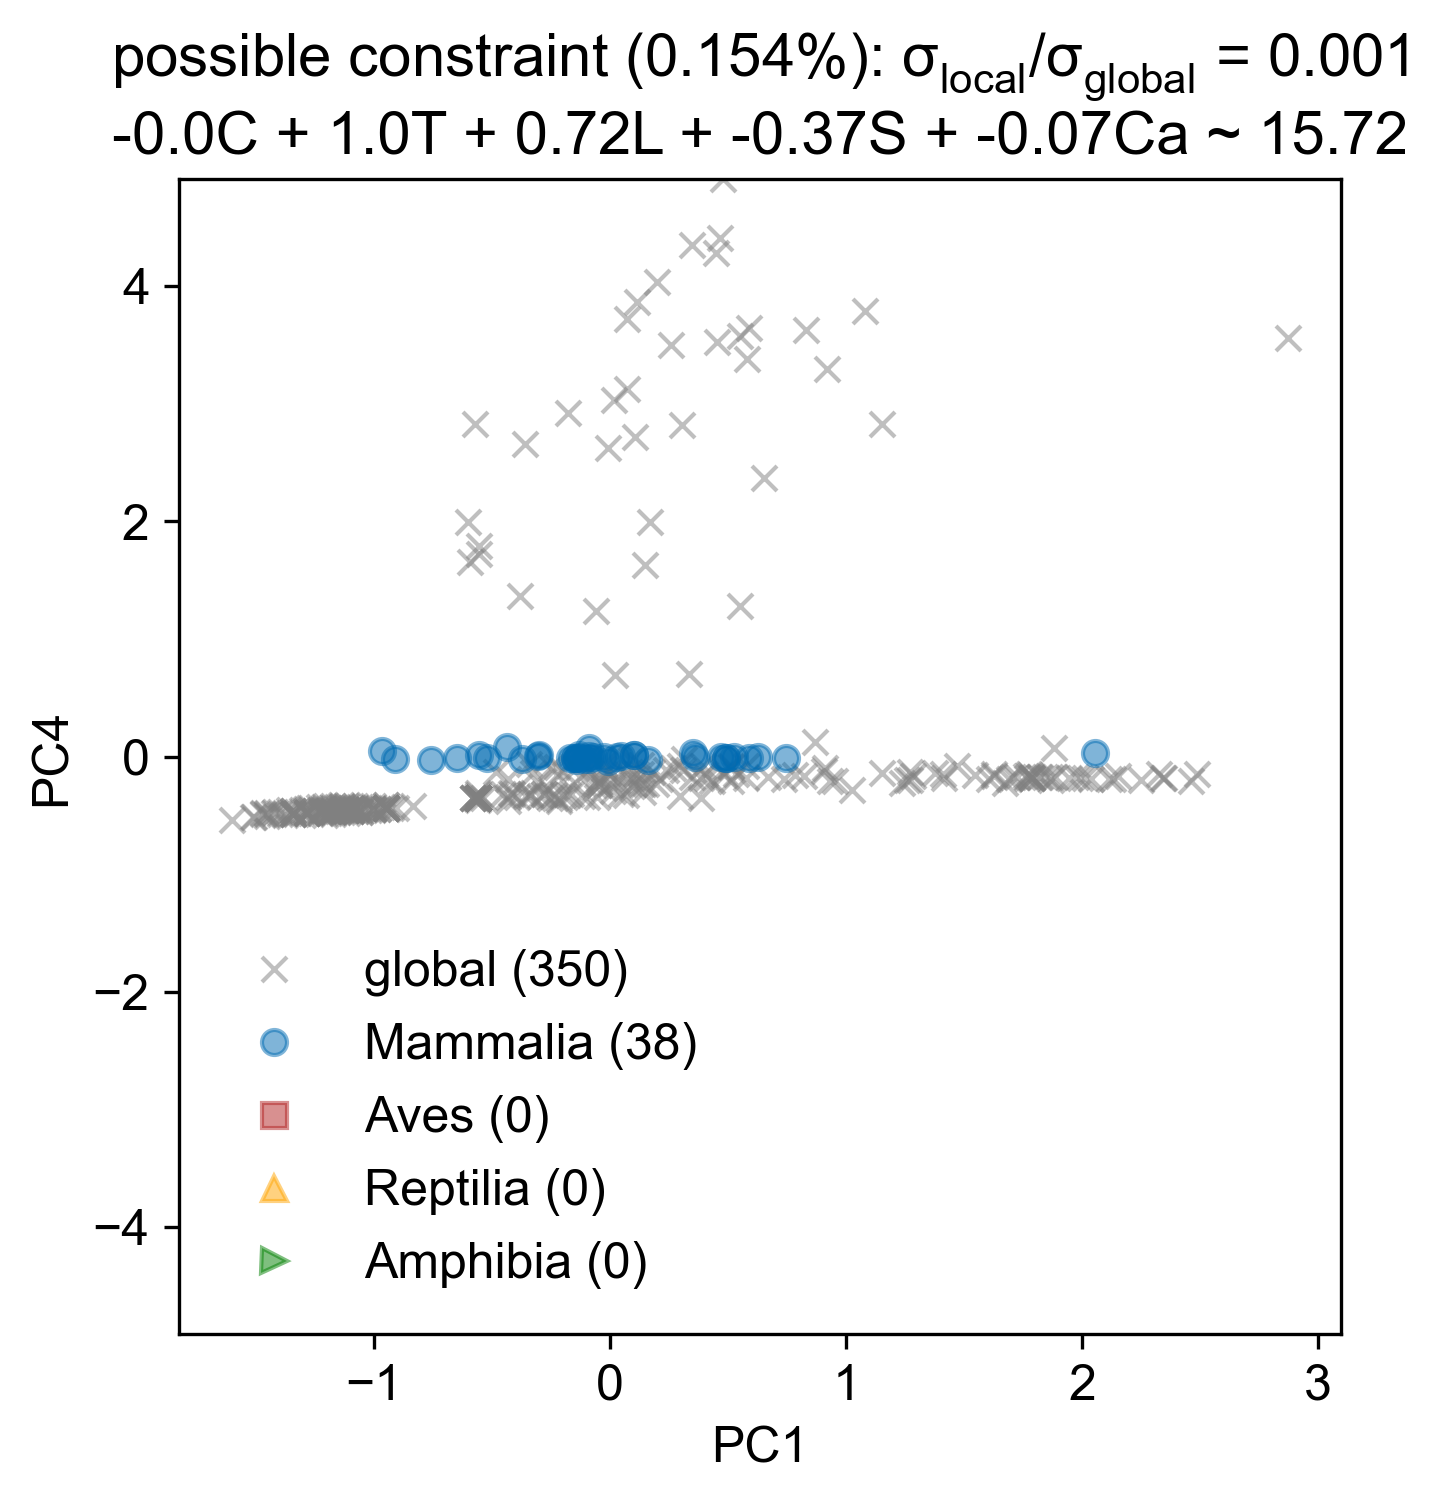 possible constraint (0.154%): σlocal/σglobal = 0.001
-0.0C + 1.0T + 0.72L + -0.37S + -0.07Ca ~ 15.72
4
2
0
−2
−4
PC4
global (350)
Mammalia (38)
Aves (0)
Reptilia (0)
Amphibia (0)
−1 0 1 2 3
PC1